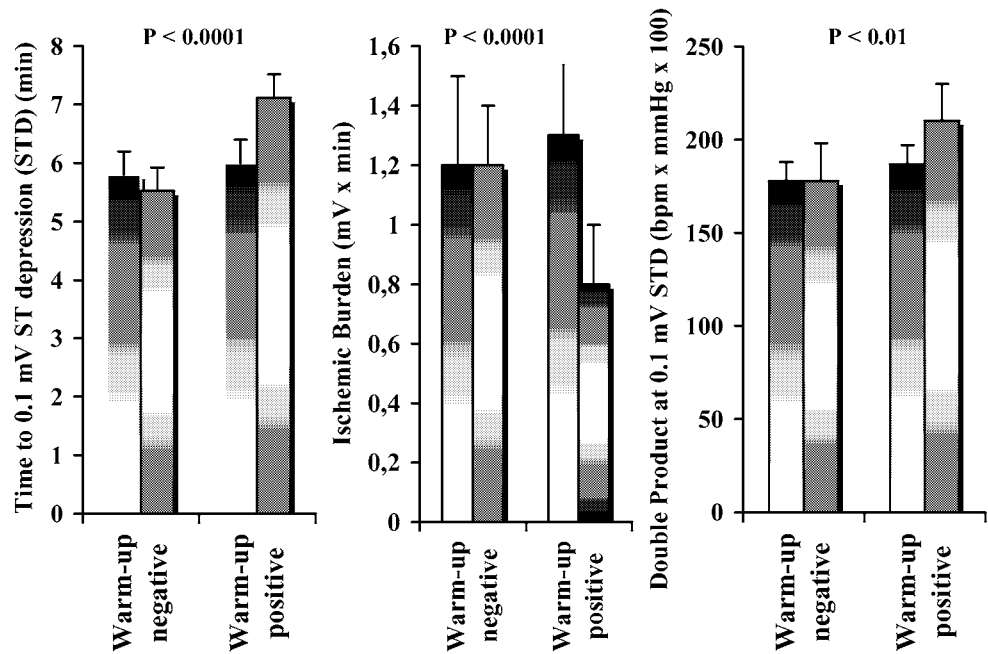 P < 0.0001
Time to 0.1 mV ST depression (STD) (min)
8
7
6
5
4
3
2
1
0
Warm-up
negative
Warm-up
positive
P < 0.0001
Ischemic Burden (mV x min)
1,6
1,4
1,2
1
0,8
0,6
0,4
0,2
0
Warm-up
negative
Warm-up
positive
P < 0.01
Double Product at 0.1 mV STD (bpm x mmHg x 100)
250
200
150
100
50
0
Warm-up
negative
Warm-up
positive